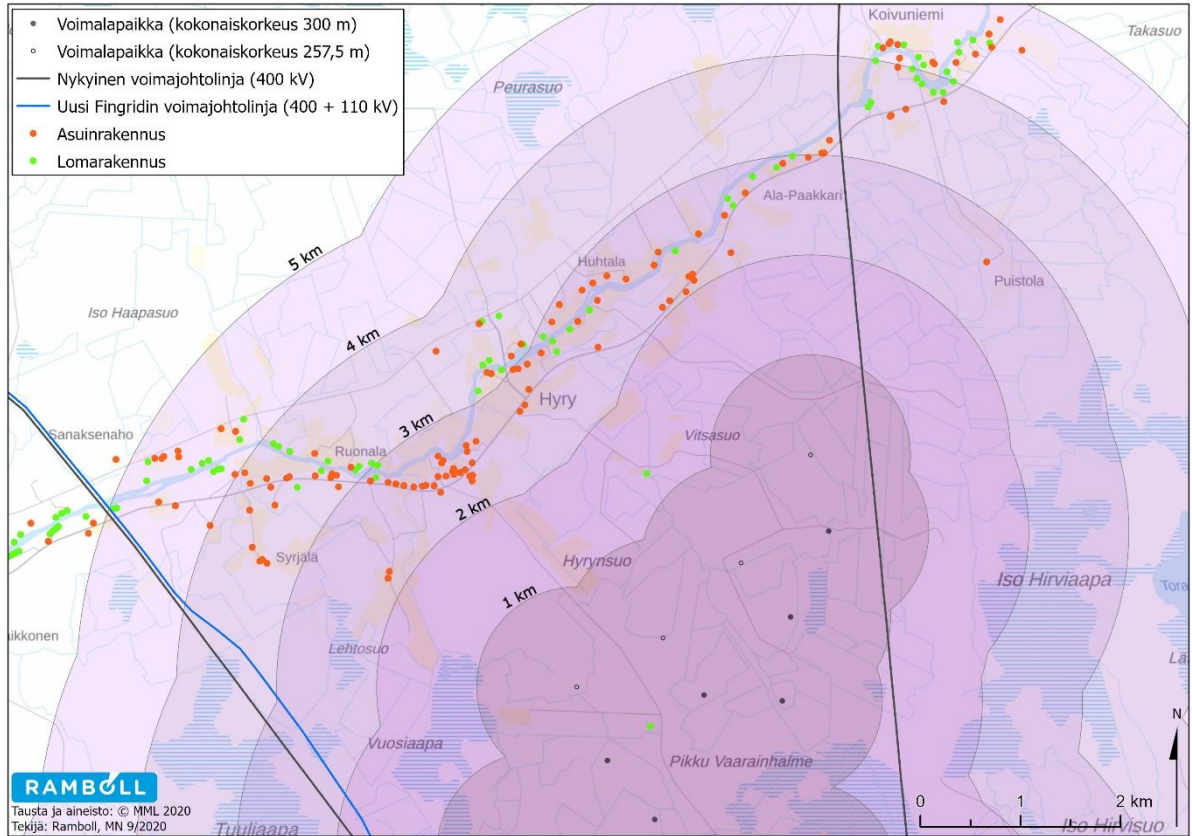 Voimalapaikka (kokonaiskorkeus 300 m)
Voimalapaikka (kokonaiskorkeus 257,5 m)
Nykyinen voimajohtolinja (400 kV)
Uusi Fingridin voimajohtolinja (400 + 110 kV)
Asuinrakennus
Lomarakennus
Koivuniemi
Takasuo
Peurasuo
Ala-Paakkari
Huhtala
Puistola
5 km
Iso Haapasuo
4 km
Hyry
3 km
Sanaksenaho
Ruonala
Vitsasuo
2 km
Syrjälä
Hyrynsuo
Iso Hirviaapa
Tora
1 km
aikkonen
Lehtosuo
La
Vuosiaapa
Pikku Vaarainhalme
N
RAMBOLL
Tausta ja aineisto: © MML 2020
Tekijä: Ramboll, MN 9/2020
0 1 2 km
Tuuliaapa
Iso Hirvisuo